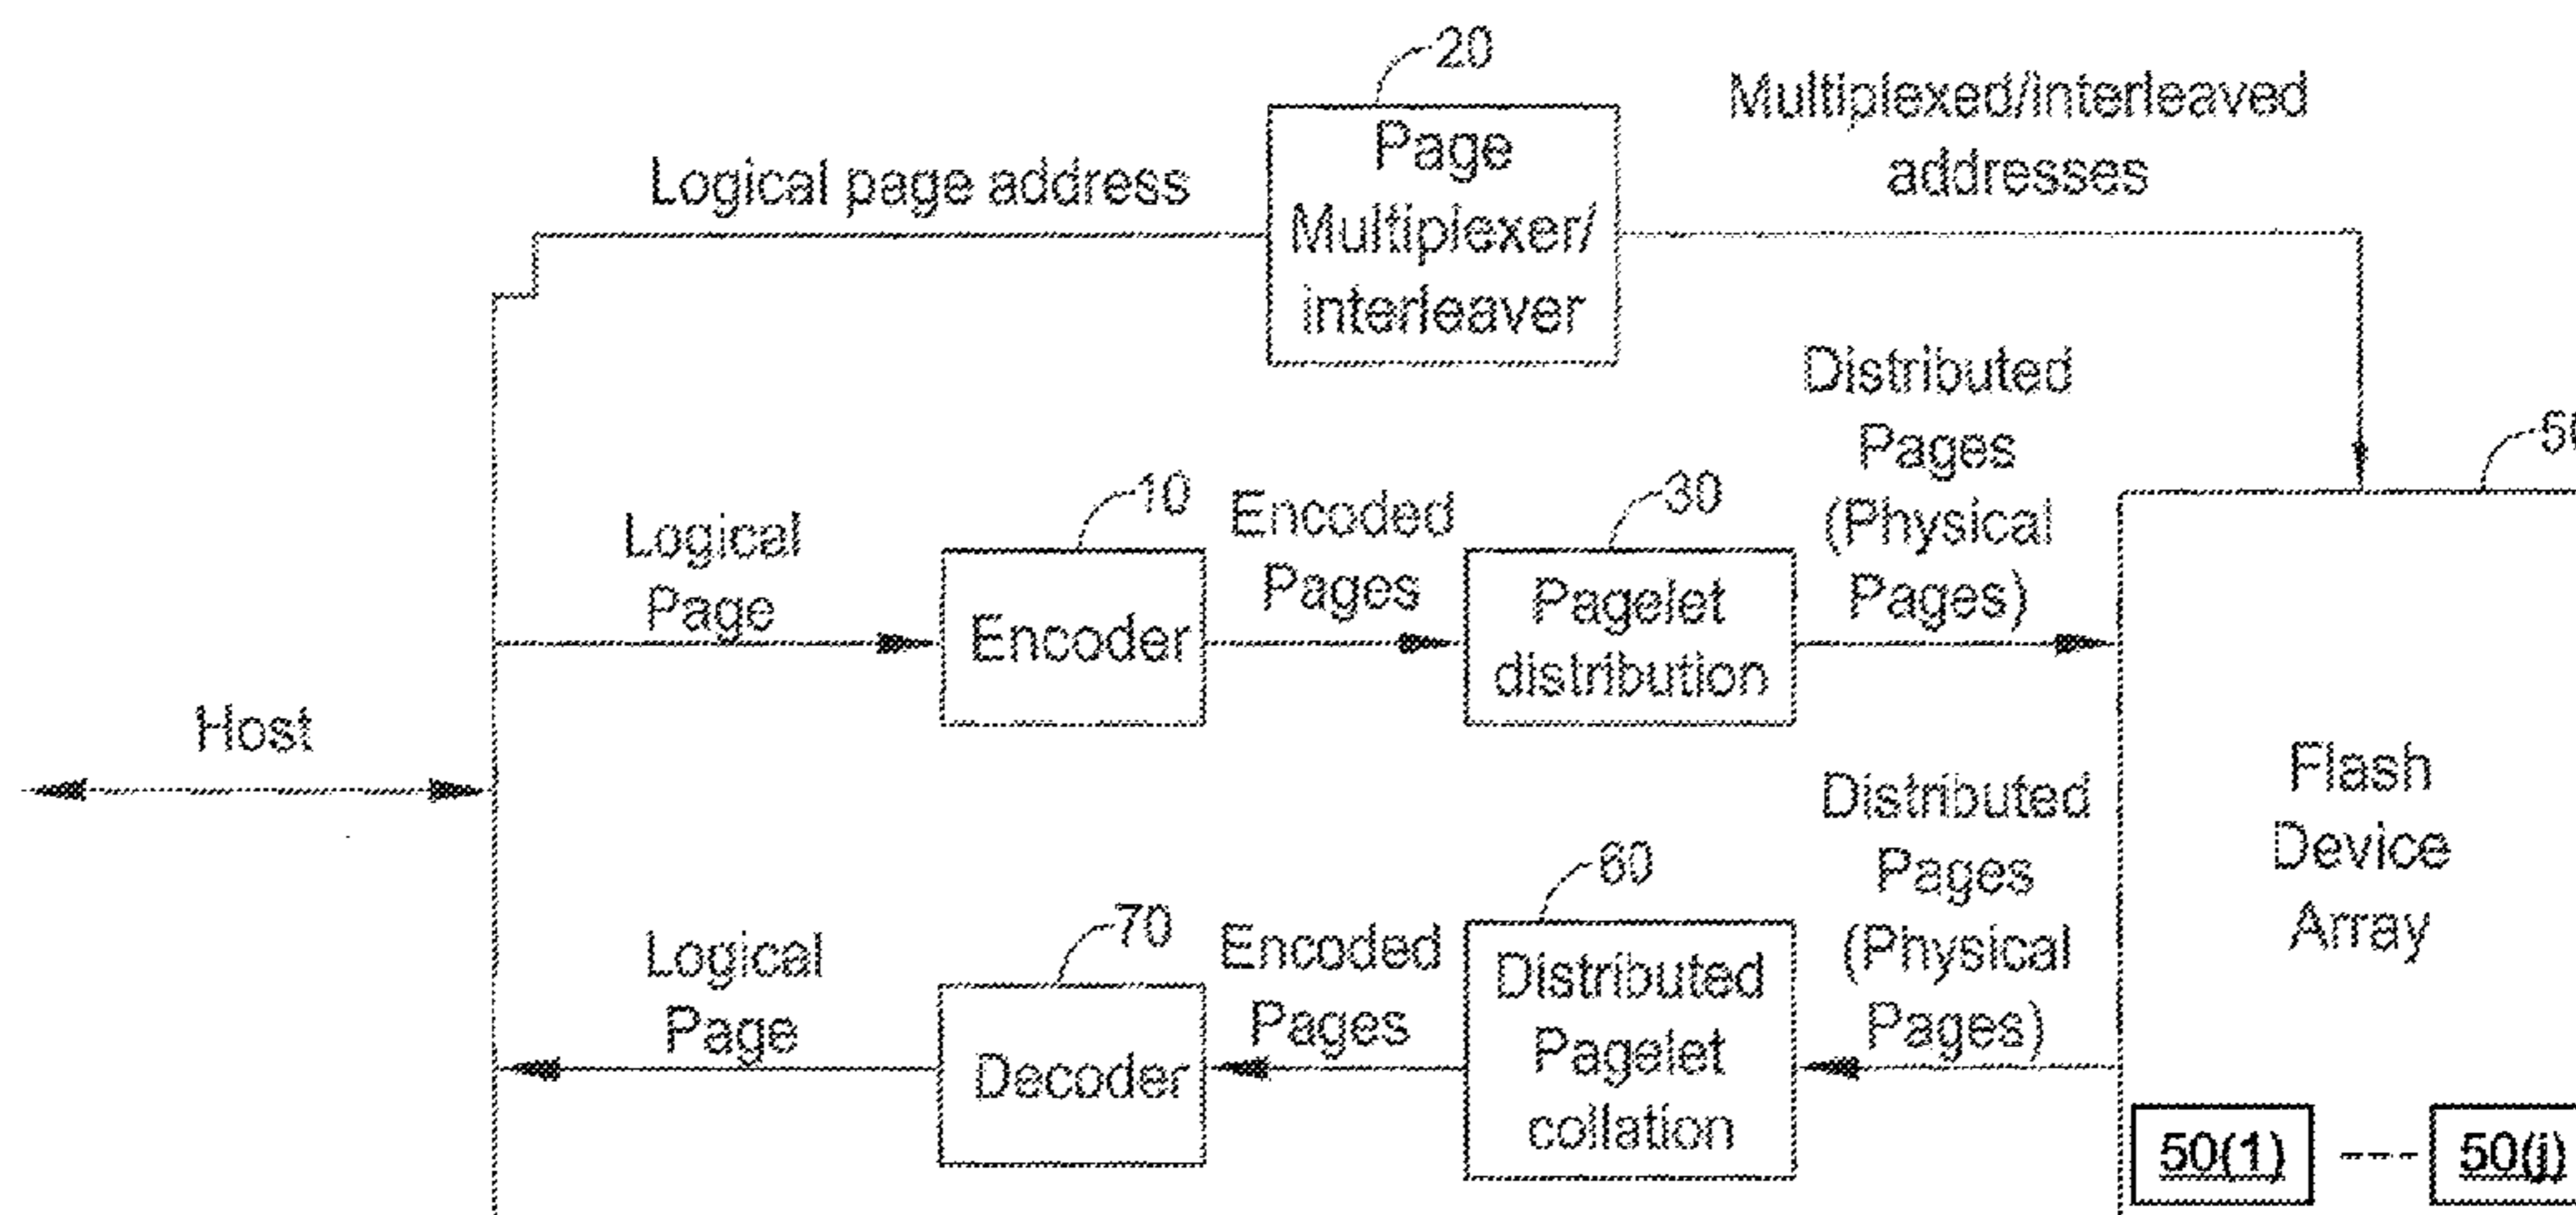 20
Multiplexed/interleaved
addresses
Page
Multiplexer/
interleaver
Logical page address
Distributed
Pages
(Physical
Pages)
50
10
Encoded
Pages
30
Logical
Page
Encoder
Pagelet
distribution
Host
Flash
Device
Array
Distributed
Pages
(Physical
Pages)
60
70
Logical
Page
Encoded
Pages
Distributed
Pagelet
collation
Decoder
50(1)
50(j)